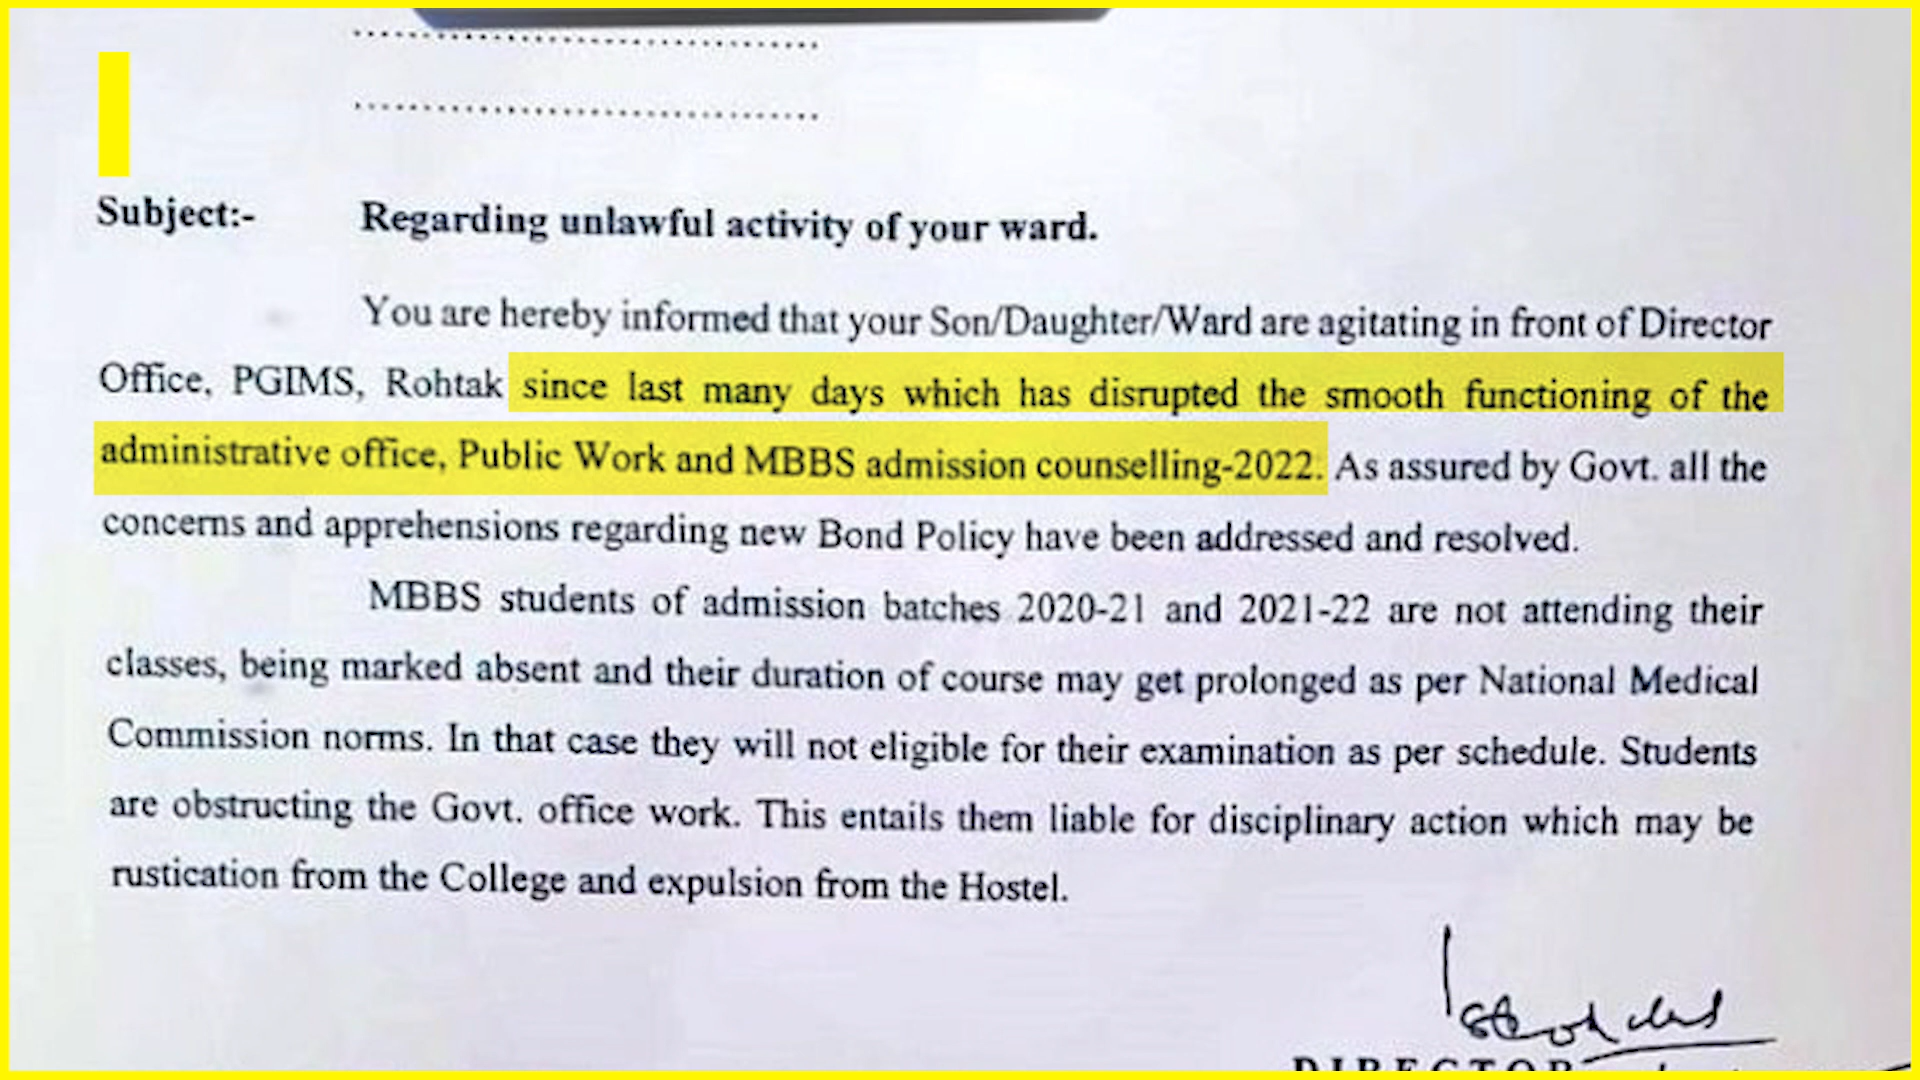 Subject:- Regarding unlawful activity of your ward.
You are hereby informed that your Son/Daughter/Ward are agitating in front of Director
Office, PGIMS, Rohtak since last many days which has disrupted the smooth functioning of the
administrative office, Public Work and MBBS admission counselling-2022. As assured by Govt. all the
concerns and apprehensions regarding new Bond Policy have been addressed and resolved.
MBBS students of admission batches 2020-21 and 2021-22 are not attending their
classes, being marked absent and their duration of course may get prolonged as per National Medical
Commission norms. In that case they will not eligible for their examination as per schedule. Students
are obstructing the Govt. office work. This entails them liable for disciplinary action which may be
rustication from the College and expulsion from the Hostel.
DIRECTOR